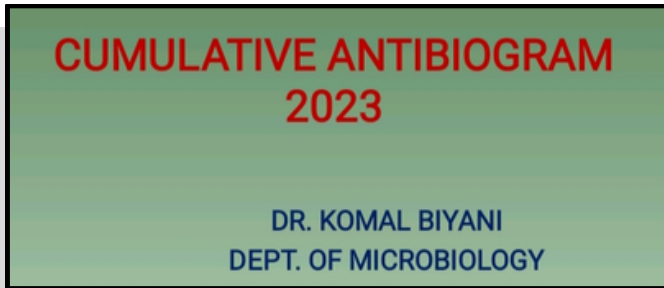 CUMULATIVE ANTIBIOGRAM
2023
DR. KOMAL BIYANI
DEPT. OF MICROBIOLOGY